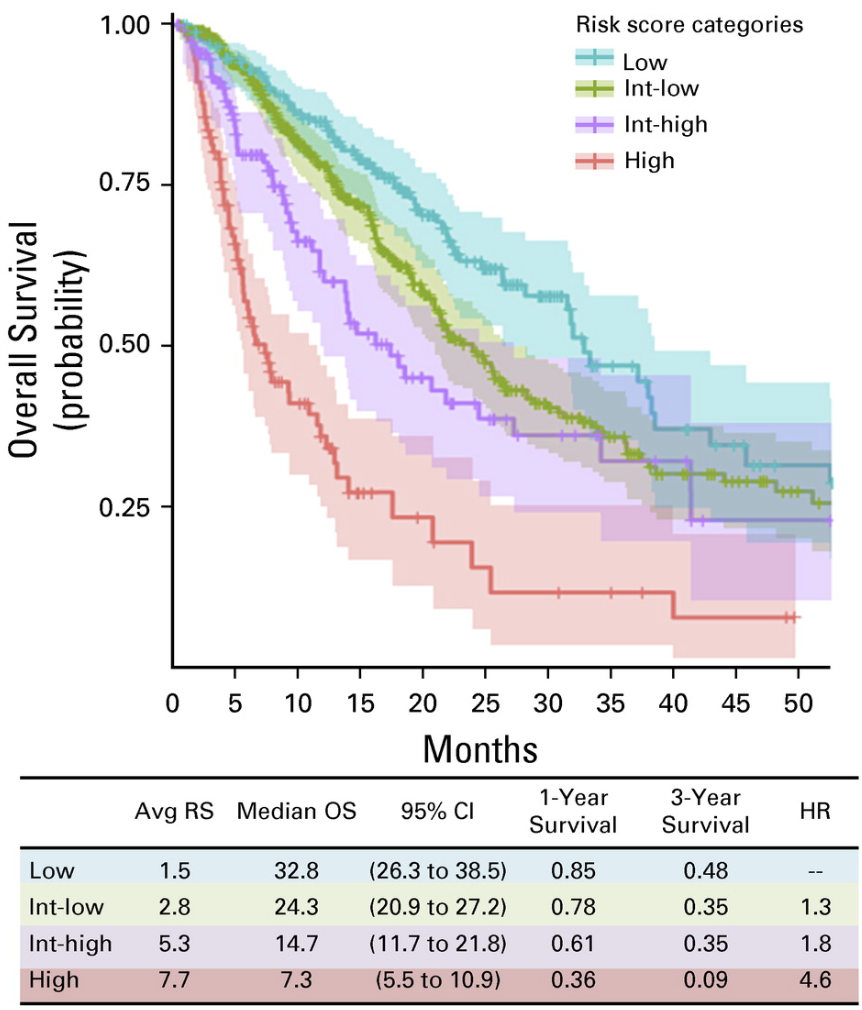 Risk score categories
Low
Int-low
Int-high
High
Overall Survival
(probability)
1.00
0.75
0.50
0.25
0 5 10 15 20 25 30 35 40 45 50
Months
Avg RS Median OS 95% CI 1-Year Survival 3-Year Survival HR
Low 1.5 32.8 (26.3 to 38.5) 0.85 0.48 --
Int-low 2.8 24.3 (20.9 to 27.2) 0.78 0.35 1.3
Int-high 5.3 14.7 (11.7 to 21.8) 0.61 0.35 1.8
High 7.7 7.3 (5.5 to 10.9) 0.36 0.09 4.6